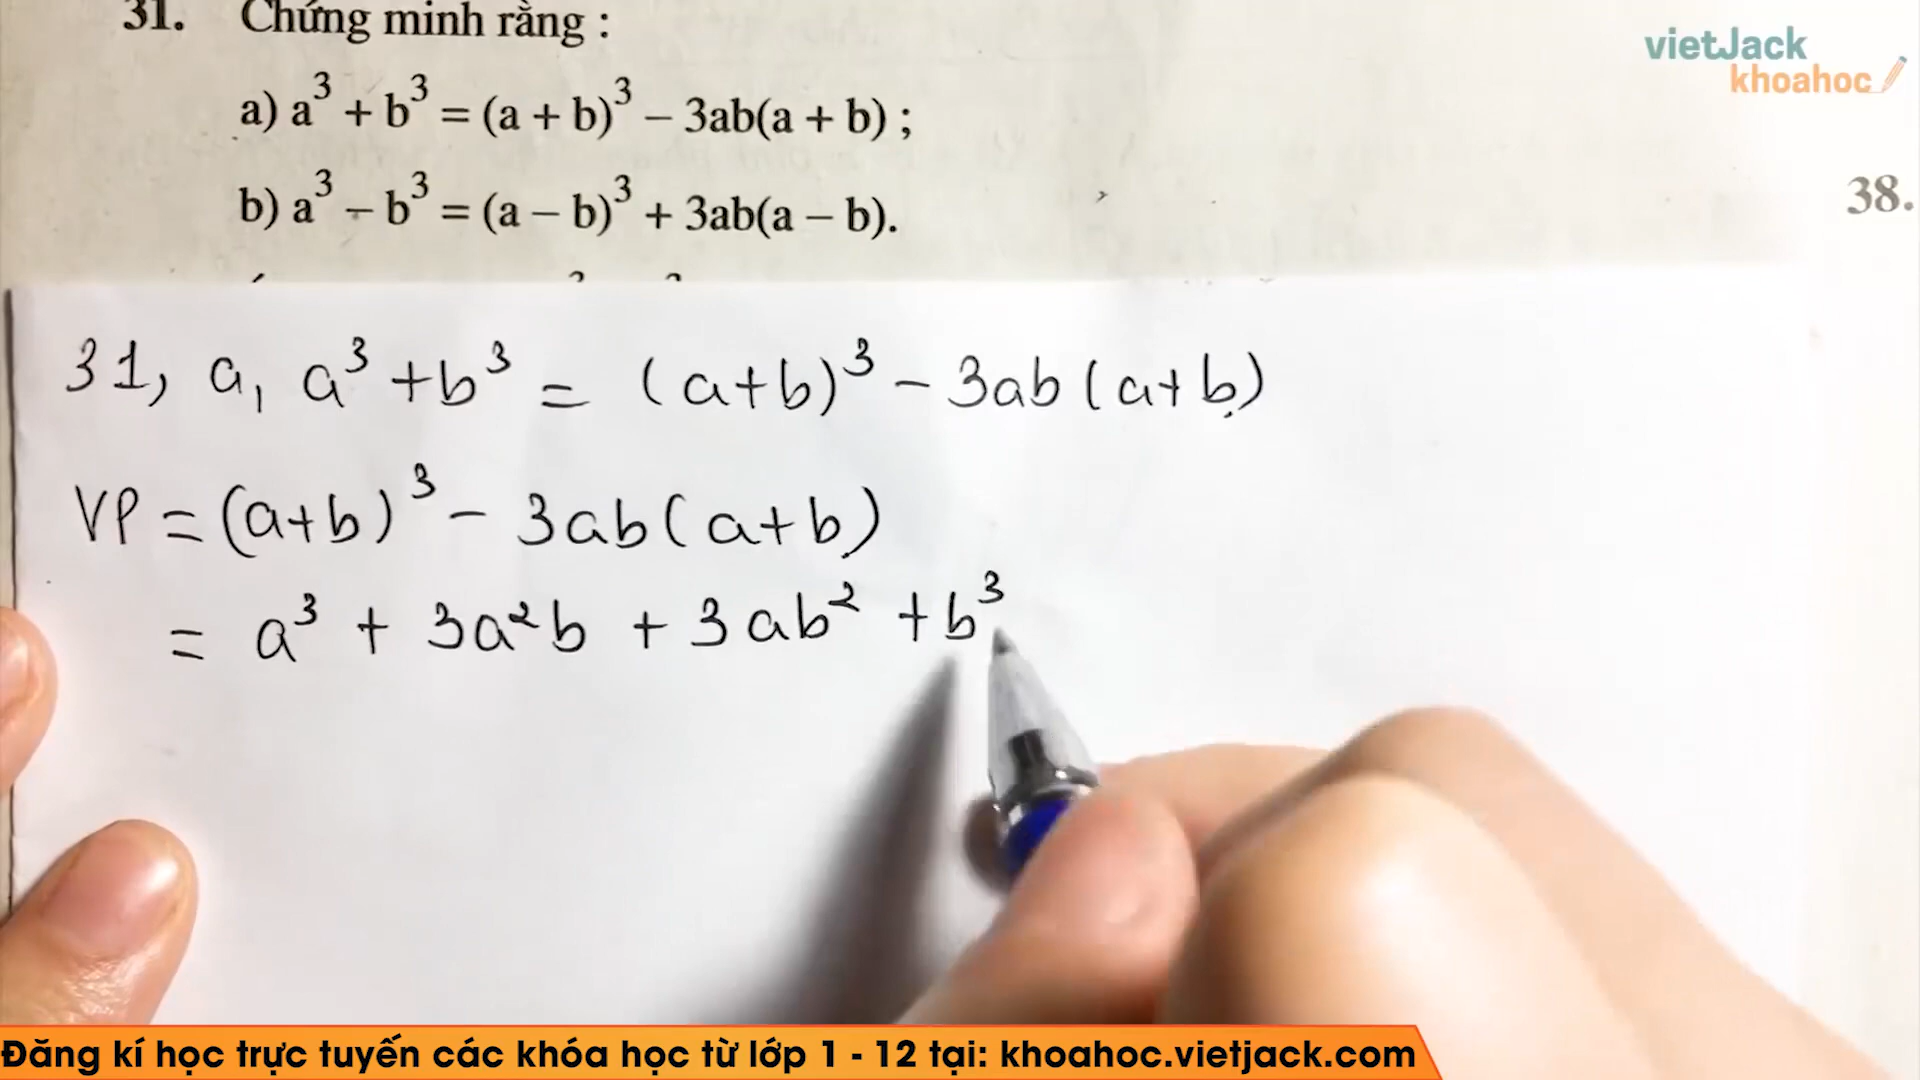 31. Chứng minh rằng :
vietJack
khoahoc
a) a³ + b³ = (a + b)³ − 3ab(a + b) ;
b) a³ − b³ = (a − b)³ + 3ab(a − b).
38.
31, a, a³ + b³ = (a+b)³ − 3ab(a+b)
VP = (a+b)³ − 3ab(a+b)
= a³ + 3a²b + 3ab² + b³
Đăng kí học trực tuyến các khóa học từ lớp 1 - 12 tại: khoahoc.vietjack.com